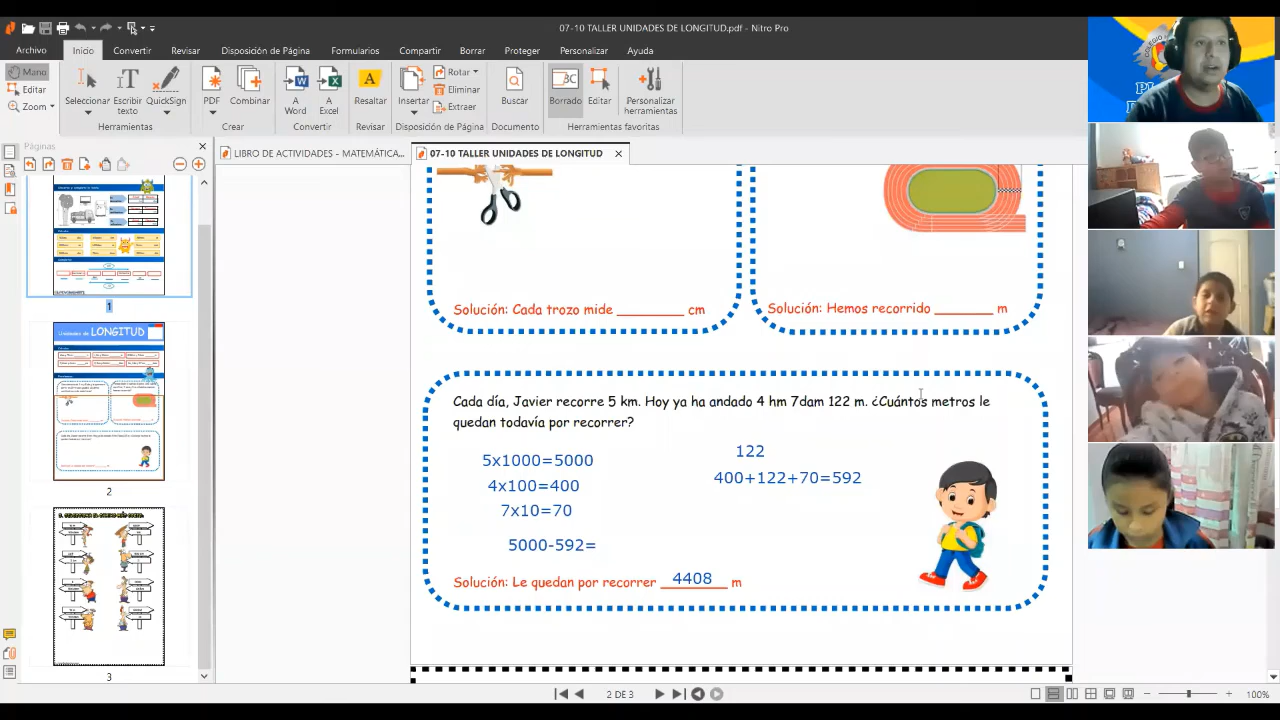 07-10 TALLER UNIDADES DE LONGITUD.pdf - Nitro Pro
Archivo Inicio Convertir Revisar Disposición de Página Formularios Compartir Borrar Proteger Personalizar Ayuda
Mano
Editar
Zoom
Seleccionar
Escribir texto
QuickSign
Herramientas
PDF
Combinar
Crear
A Word
A Excel
Convertir
Resaltar
Revisar
Insertar
Rotar
Eliminar
Extraer
Disposición de Página
Buscar
Documento
Borrado
Editar
Personalizar herramientas
Herramientas favoritas
Páginas
LIBRO DE ACTIVIDADES - MATEMÁTICA...
07-10 TALLER UNIDADES DE LONGITUD
1
Unidades de LONGITUD
2
3
Solución: Cada trozo mide ________ cm
Solución: Hemos recorrido _______ m
Cada día, Javier recorre 5 km. Hoy ya ha andado 4 hm 7dam 122 m. ¿Cuántos metros le
quedan todavía por recorrer?
5x1000=5000
4x100=400
7x10=70
5000-592=
122
400+122+70=592
Solución: Le quedan por recorrer 4408 m
2 DE 3
100%